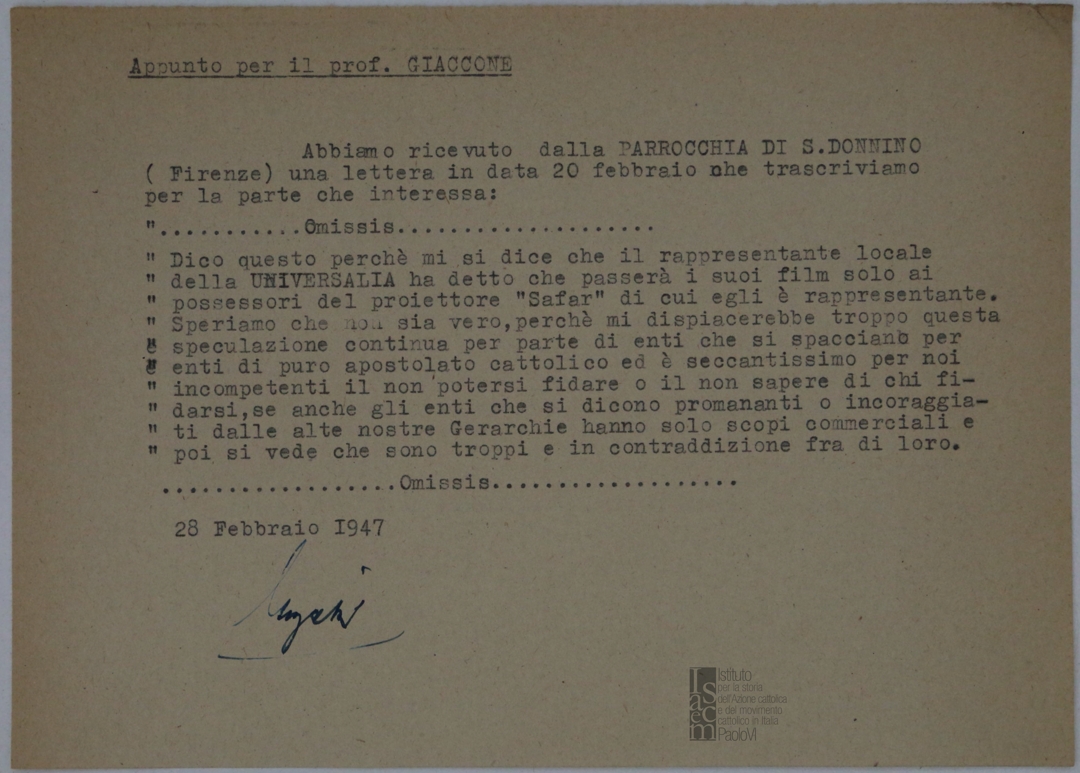 Appunto per il prof. GIACCONE
Abbiamo ricevuto dalla PARROCCHIA DI S.DONNINO
( Firenze) una lettera in data 20 febbraio che trascriviamo
per la parte che interessa:
"...........Omissis....................
" Dico questo perchè mi si dice che il rappresentante locale
" della UNIVERSALIA ha detto che passerà i suoi film solo ai
" possessori del proiettore "Safar" di cui egli è rappresentante.
" Speriamo che non sia vero,perchè mi dispiacerebbe troppo questa
" speculazione continua per parte di enti che si spacciano per
" enti di puro apostolato cattolico ed è seccantissimo per noi
" incompetenti il non potersi fidare o il non sapere di chi fi-
" darsi,se anche gli enti che si dicono promananti o incoraggia-
" ti dalle alte nostre Gerarchie hanno solo scopi commerciali e
" poi si vede che sono troppi e in contraddizione fra di loro.
..................Omissis...................
28 Febbraio I947
Isacem
Istituto
per la storia
dell'Azione cattolica
e del movimento
cattolico in Italia
PaoloVI